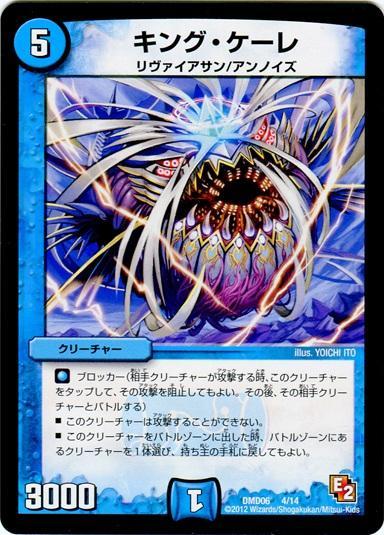 5
キング・ケーレ
リヴァイアサン/アンノイズ
クリーチャー
illus. YOICHI ITO
ブロッカー(相手クリーチャーが攻撃する時、このクリーチャー
をタップして、その攻撃を阻止してもよい。その後、その相手クリ
ーチャーとバトルする)
■ このクリーチャーは攻撃することができない。
■ このクリーチャーをバトルゾーンに出した時、バトルゾーンにあ
るクリーチャーを1体選び、持ち主の手札に戻してもよい。
3000
1
DMD06 4/14
©2012 Wizards/Shogakukan/Mitsui-Kids
E2